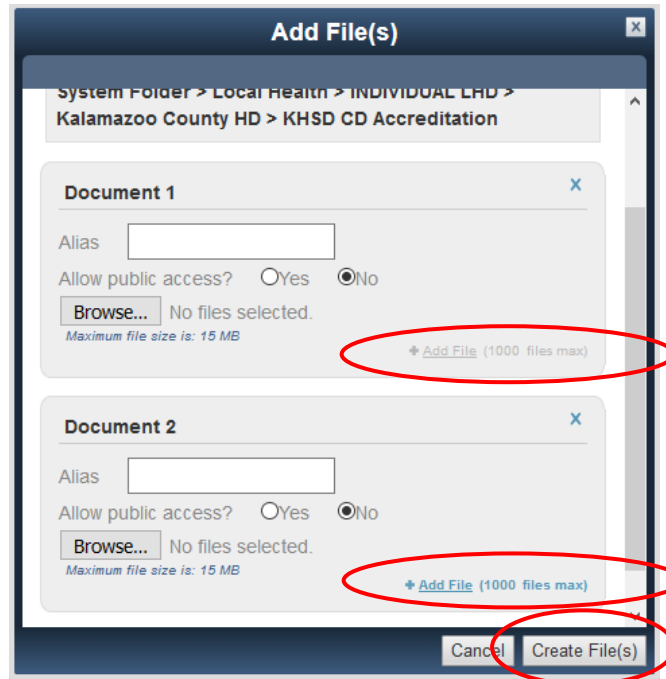 Add File(s)
x
System Folder > Local Health > INDIVIDUAL LHD >
Kalamazoo County HD > KHSD CD Accreditation
Document 1
x
Alias
Allow public access? Yes No
Browse... No files selected.
Maximum file size is: 15 MB
+ Add File (1000 files max)
Document 2
x
Alias
Allow public access? Yes No
Browse... No files selected.
Maximum file size is: 15 MB
+ Add File (1000 files max)
Cancel Create File(s)